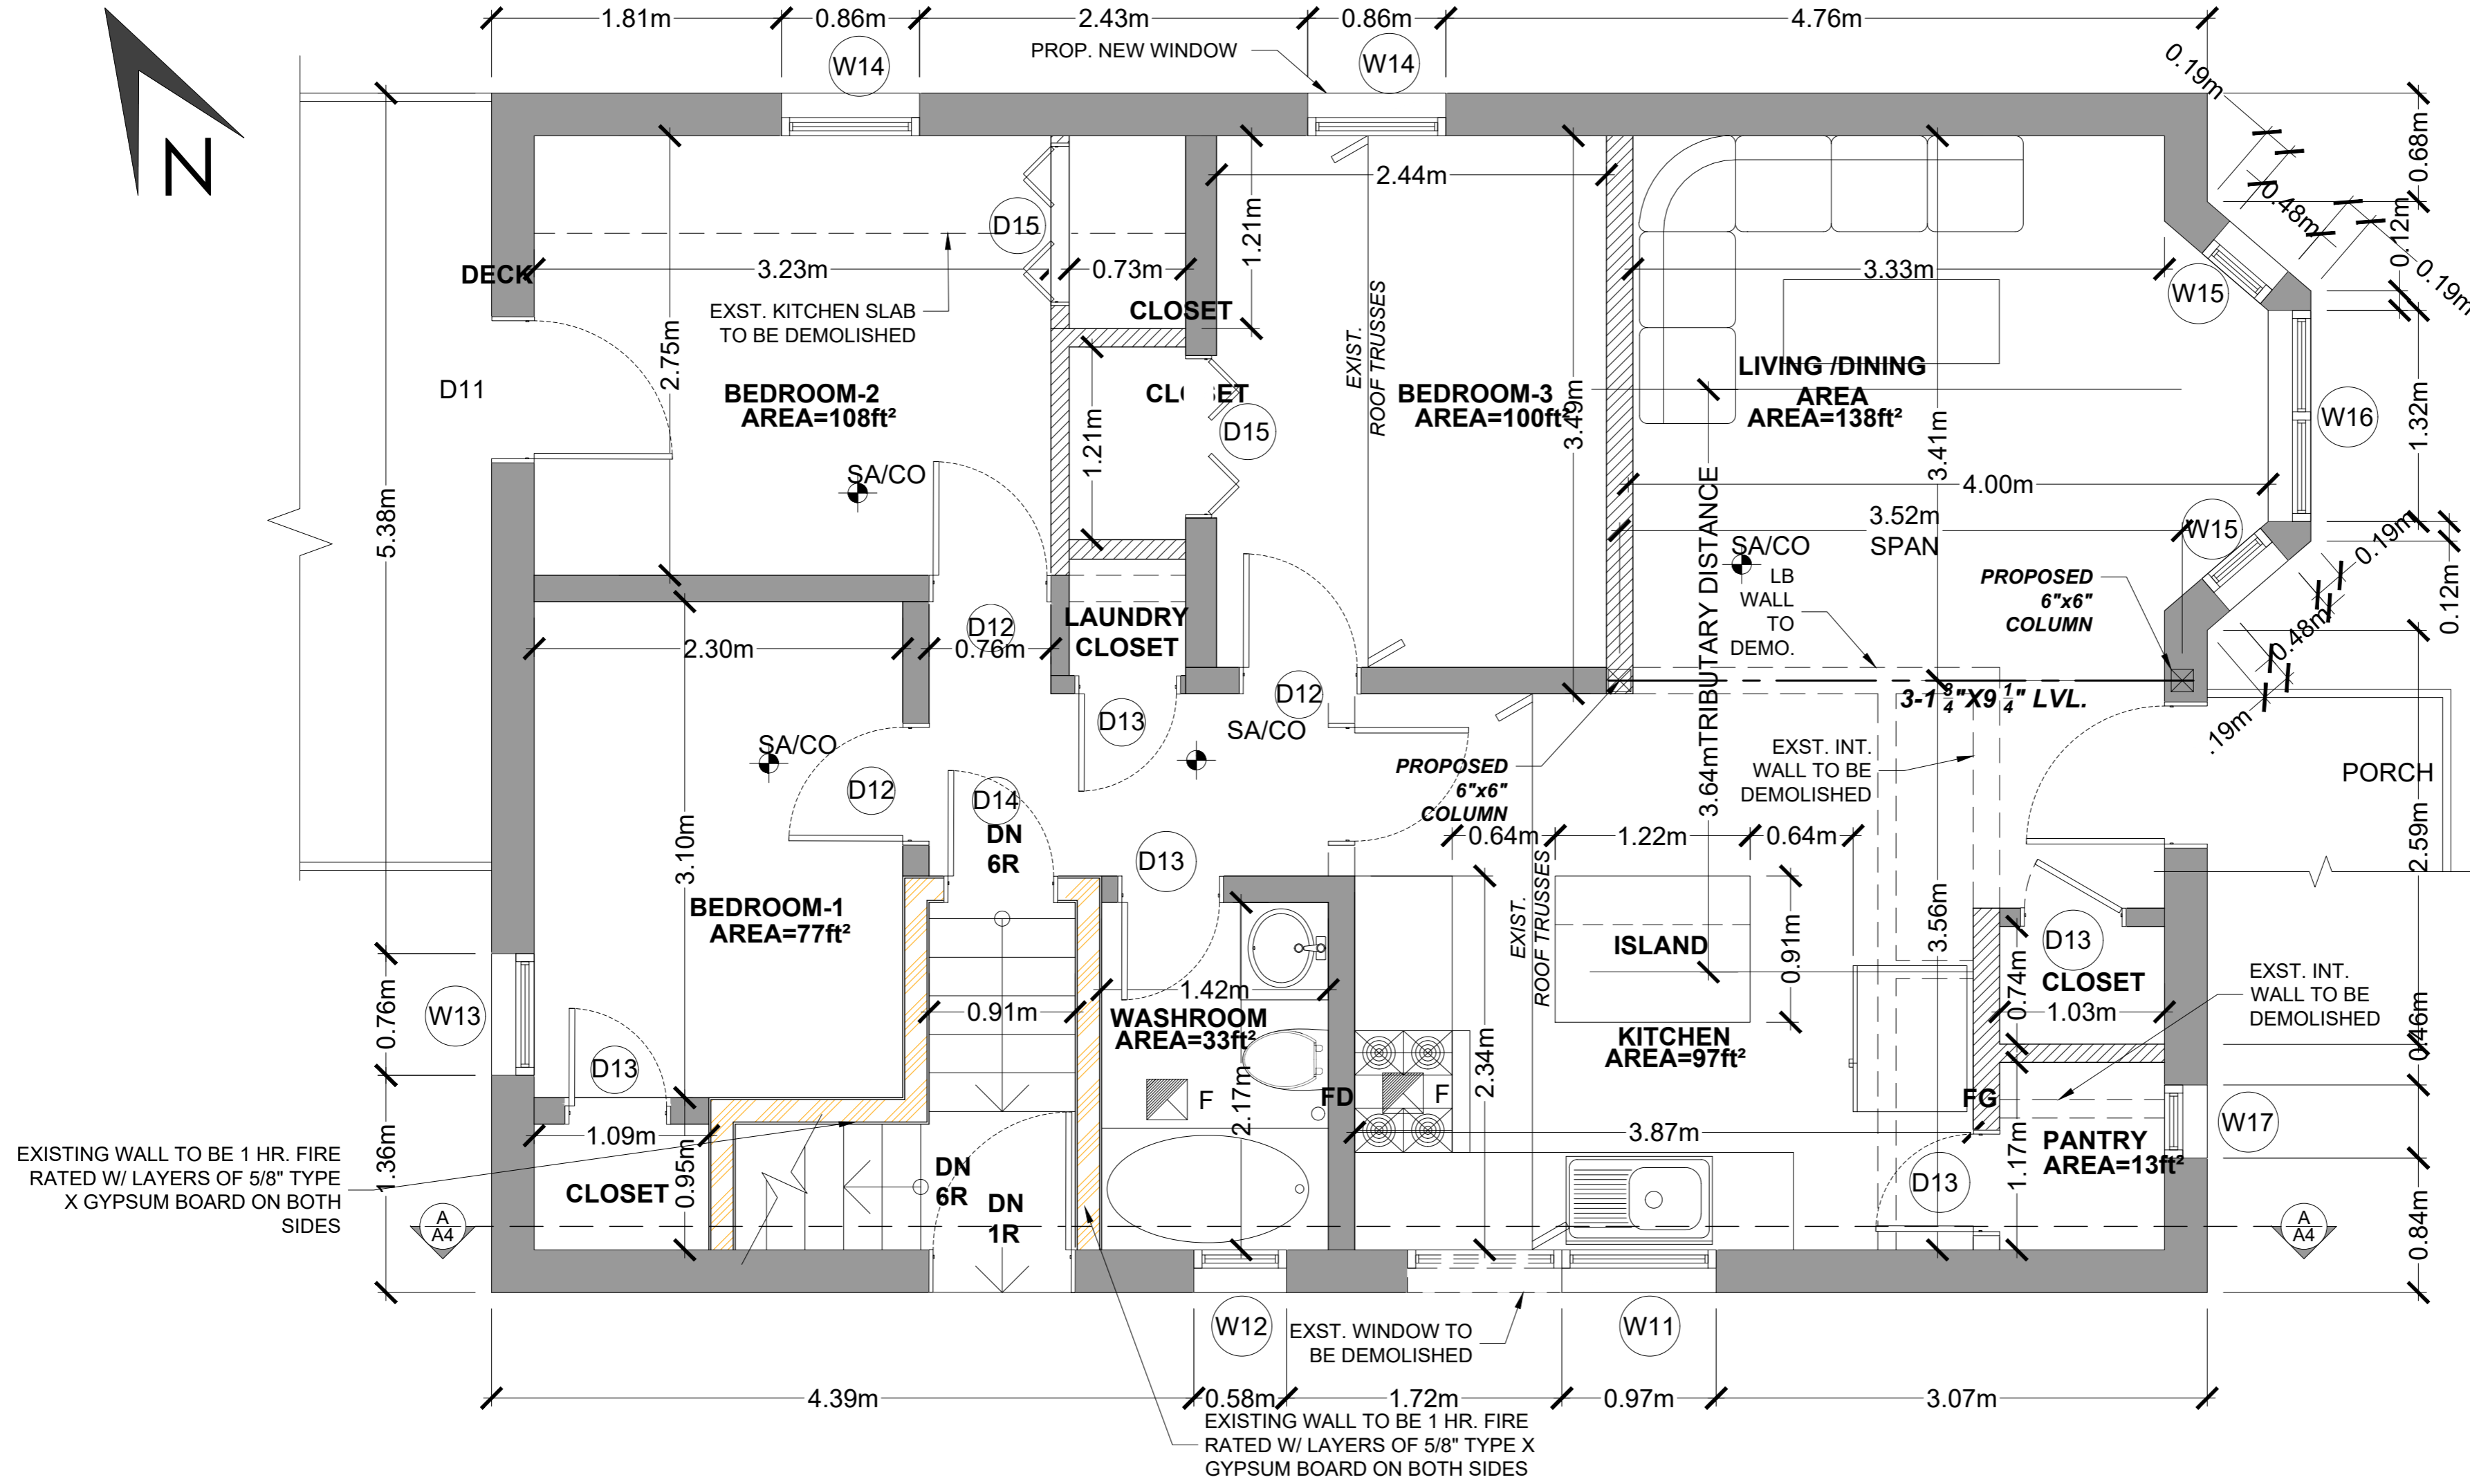 1.81m
0.86m
2.43m
0.86m
4.76m
PROP. NEW WINDOW
W14
W14
N
0.19m
0.68m
0.48m
0.12m
0.19m
2.44m
1.21m
D15
3.23m
0.73m
3.33m
W15
DECK
CLOSET
EXST. KITCHEN SLAB
TO BE DEMOLISHED
2.75m
EXIST.
ROOF TRUSSES
D11
BEDROOM-2
AREA=108ft²
1.21m
D15
BEDROOM-3
AREA=100ft²
3.49m
LIVING /DINING
AREA
AREA=138ft²
W16
1.32m
3.41m
5.38m
SA/CO
4.00m
3.52m
SPAN
W15
0.19m
0.12m
0.48m
.19m
SA/CO
LB
WALL
TO
DEMO.
3.64mTRIBUTARY DISTANCE
PROPOSED
6"x6"
COLUMN
LAUNDRY
CLOSET
D12
2.30m
0.76m
D12
D13
SA/CO
3-1 3/4"X9 1/4" LVL.
SA/CO
D12
D14
DN
6R
PROPOSED
6"x6"
COLUMN
EXST. INT.
WALL TO BE
DEMOLISHED
PORCH
0.64m
1.22m
0.64m
2.59m
3.10m
D13
EXIST.
ROOF TRUSSES
BEDROOM-1
AREA=77ft²
ISLAND
0.91m
3.56m
D13
CLOSET
0.74m
1.03m
EXST. INT.
WALL TO BE
DEMOLISHED
0.46m
0.76m
W13
0.91m
1.42m
WASHROOM
AREA=33ft²
2.17m
2.34m
KITCHEN
AREA=97ft²
D13
F
FD
F
FG
W17
1.09m
3.87m
PANTRY
AREA=13ft²
1.17m
D13
EXISTING WALL TO BE 1 HR. FIRE
RATED W/ LAYERS OF 5/8" TYPE
X GYPSUM BOARD ON BOTH
SIDES
1.36m
CLOSET
0.95m
DN
6R
DN
1R
0.84m
A
A4
A
A4
W12
EXST. WINDOW TO
BE DEMOLISHED
W11
4.39m
0.58m
1.72m
0.97m
3.07m
EXISTING WALL TO BE 1 HR. FIRE
RATED W/ LAYERS OF 5/8" TYPE X
GYPSUM BOARD ON BOTH SIDES